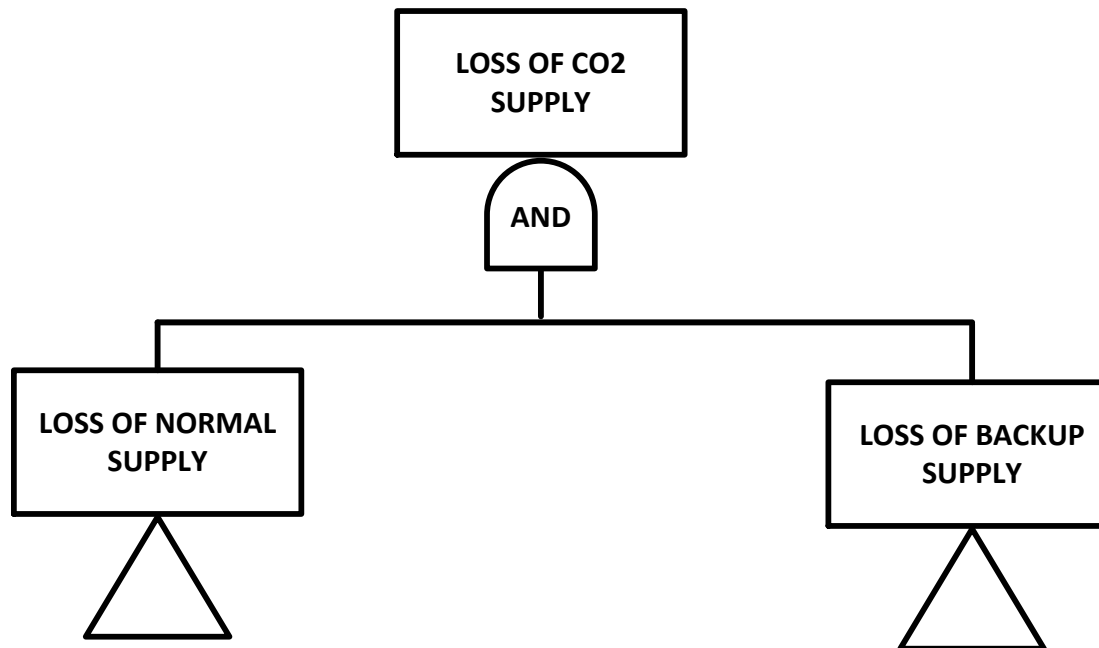 LOSS OF CO2
SUPPLY
AND
LOSS OF NORMAL
SUPPLY
LOSS OF BACKUP
SUPPLY